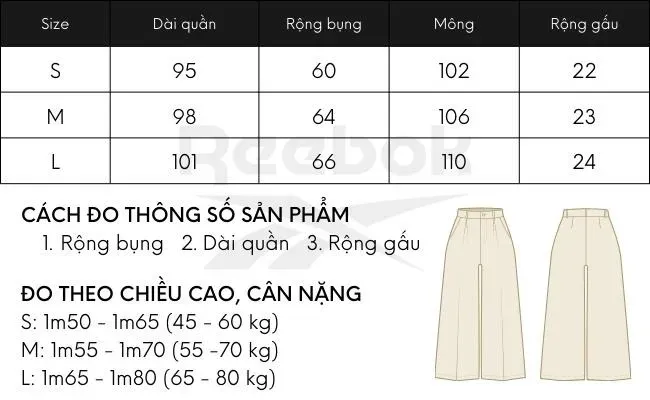 Size Dài quần Rộng bụng Mông Rộng gấu
S 95 60 102 22
M 98 64 106 23
L 101 66 110 24
Reebok
CÁCH ĐO THÔNG SỐ SẢN PHẨM
1. Rộng bụng 2. Dài quần 3. Rộng gấu
ĐO THEO CHIỀU CAO, CÂN NẶNG
S: 1m50 - 1m65 (45 - 60 kg)
M: 1m55 - 1m70 (55 -70 kg)
L: 1m65 - 1m80 (65 - 80 kg)